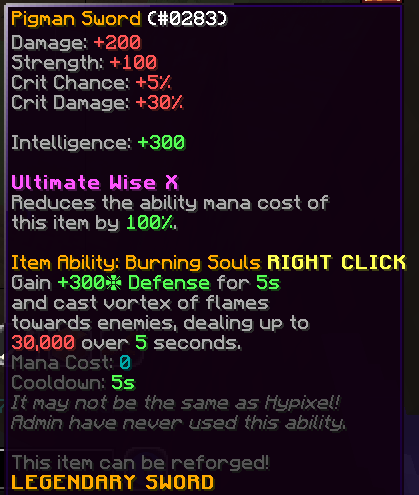 Pigman Sword (#0283)
Damage: +200
Strength: +100
Crit Chance: +5%
Crit Damage: +30%
Intelligence: +300
Ultimate Wise X
Reduces the ability mana cost of
this item by 100%.
Item Ability: Burning Souls RIGHT CLICK
Gain +300✙ Defense for 5s
and cast vortex of flames
towards enemies, dealing up to
30,000 over 5 seconds.
Mana Cost: 0
Cooldown: 5s
It may not be the same as Hypixel!
Admin have never used this ability.
This item can be reforged!
LEGENDARY SWORD